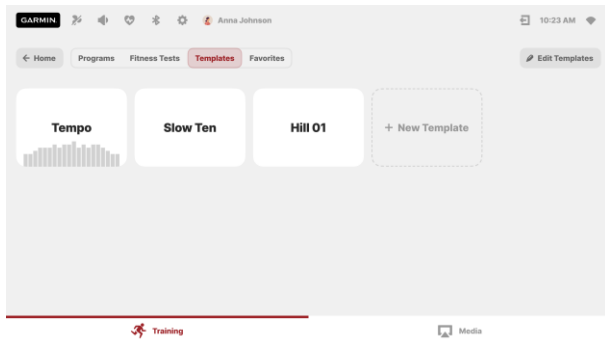 GARMIN Anna Johnson 10:23 AM
← Home Programs Fitness Tests Templates Favorites Edit Templates
Tempo Slow Ten Hill 01 + New Template
Training Media